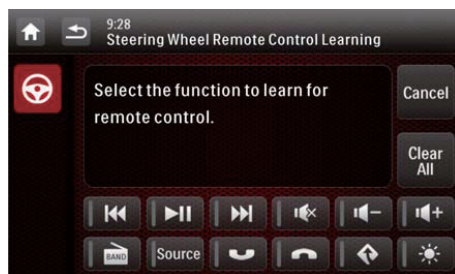 9:28
Steering Wheel Remote Control Learning
Select the function to learn for
remote control.
Cancel
Clear
All
BAND
Source